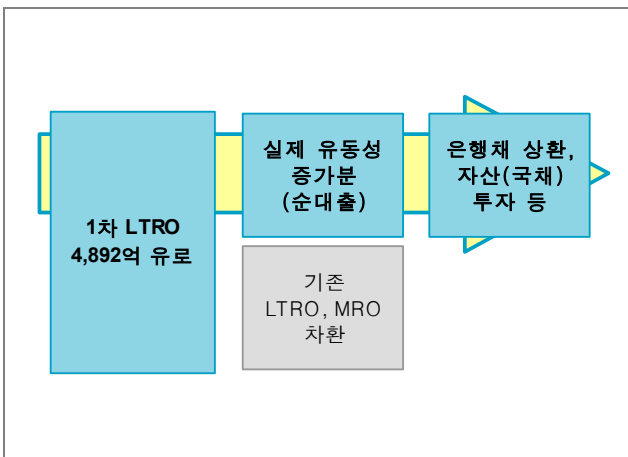 1차 LTRO
4,892억 유로
실제 유동성
증가분
(순대출)
기존
LTRO, MRO
차환
은행채 상환,
자산(국채)
투자 등